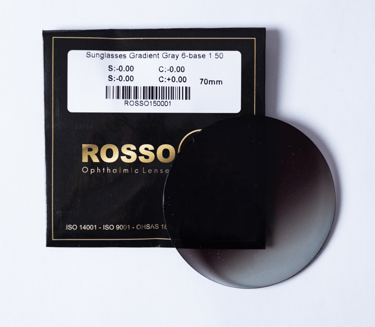 Sunglasses Gradient Gray 6-base 1 50
S:-0.00 C:-0.00
S:-0.00 C:+0.00 70mm
ROSSO150001
ROSSO
Ophthalmic Lense
ISO 14001 - ISO 9001 - OHSAS 18